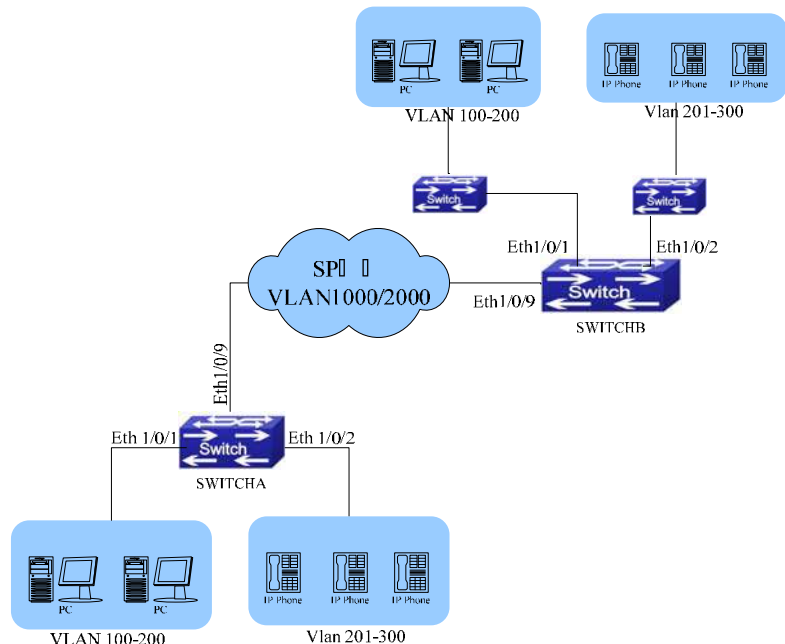 PC
PC
VLAN 100-200
IP Phone
IP Phone
IP Phone
Vlan 201-300
Switch
Switch
Eth1/0/1
Eth1/0/2
SP
VLAN1000/2000
Eth1/0/9
Switch
SWITCHB
Eth1/0/9
Eth 1/0/1
Switch
Eth 1/0/2
SWITCHA
PC
PC
VLAN 100-200
IP Phone
IP Phone
IP Phone
Vlan 201-300